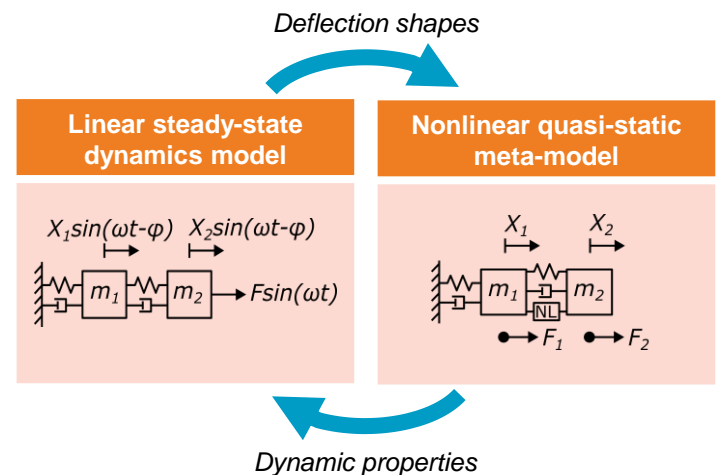 Deflection shapes
Linear steady-state
dynamics model
Nonlinear quasi-static
meta-model
X₁sin(ωt-φ) X₂sin(ωt-φ)
m₁ m₂ Fsin(ωt)
X₁ X₂
m₁ m₂
NL
F₁ F₂
Dynamic properties